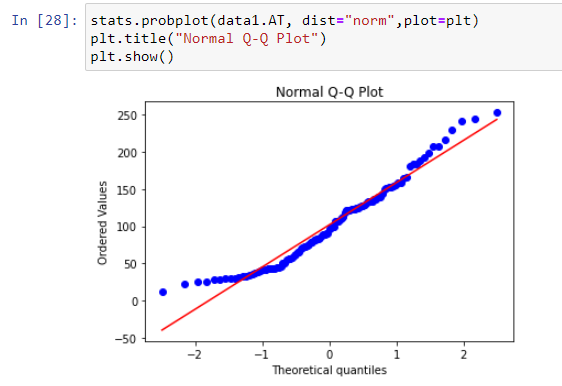 In [28]: stats.probplot(data1.AT, dist="norm",plot=plt)
plt.title("Normal Q-Q Plot")
plt.show()
Normal Q-Q Plot
250
200
150
100
50
0
−50
Ordered Values
−2 −1 0 1 2
Theoretical quantiles